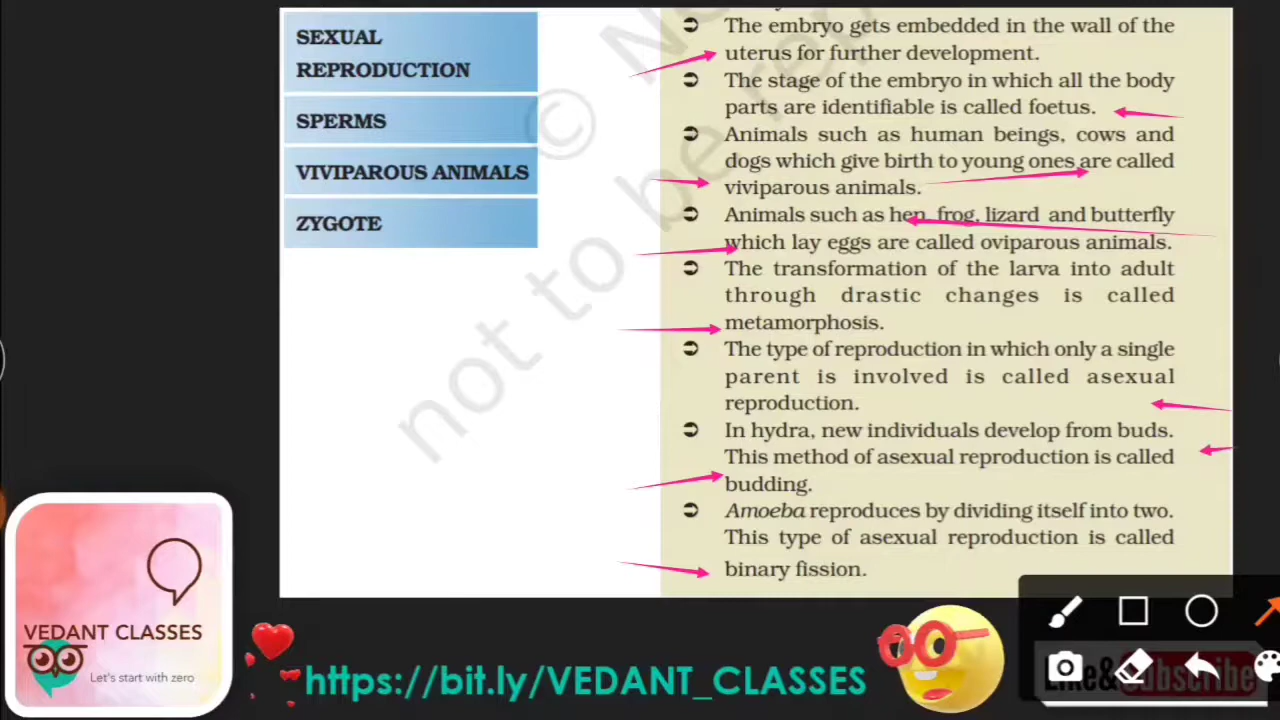 SEXUAL
REPRODUCTION
SPERMS
VIVIPAROUS ANIMALS
ZYGOTE
➲ The embryo gets embedded in the wall of the
uterus for further development.
➲ The stage of the embryo in which all the body
parts are identifiable is called foetus.
➲ Animals such as human beings, cows and
dogs which give birth to young ones are called
viviparous animals.
➲ Animals such as hen, frog, lizard and butterfly
which lay eggs are called oviparous animals.
➲ The transformation of the larva into adult
through drastic changes is called
metamorphosis.
➲ The type of reproduction in which only a single
parent is involved is called asexual
reproduction.
➲ In hydra, new individuals develop from buds.
This method of asexual reproduction is called
budding.
➲ Amoeba reproduces by dividing itself into two.
This type of asexual reproduction is called
binary fission.
©
not to be
VEDANT CLASSES
Let's start with zero
https://bit.ly/VEDANT_CLASSES
Like& Subscribe